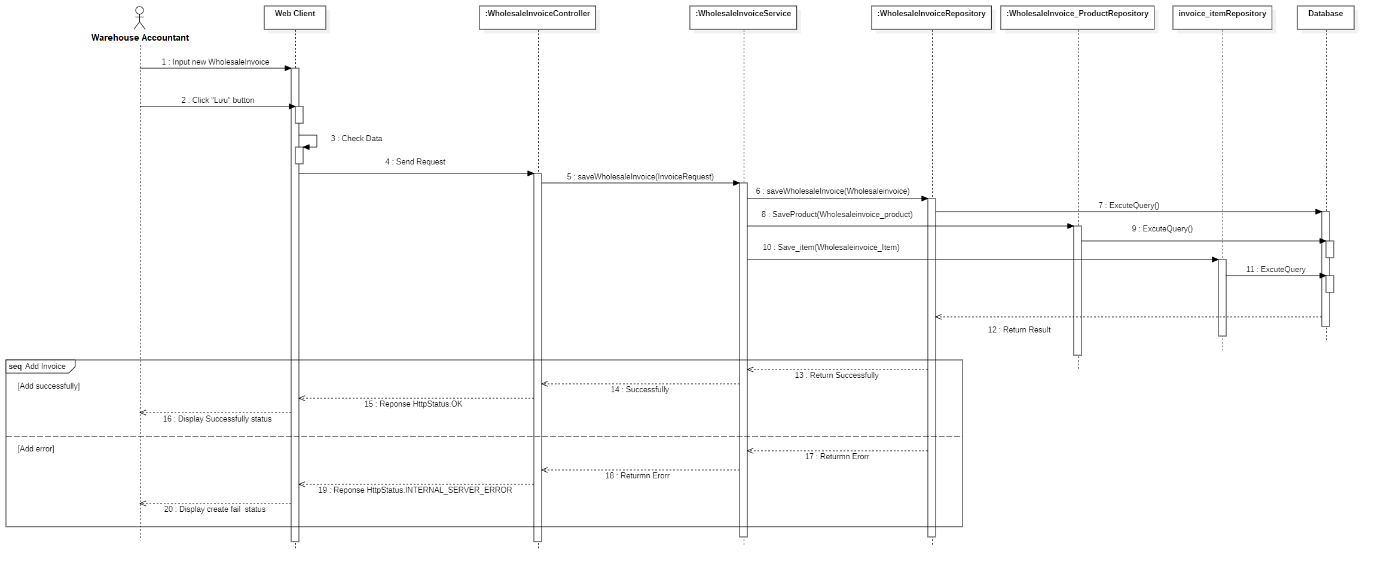 Web Client
:WholesaleInvoiceController
:WholesaleInvoiceService
:WholesaleInvoiceRepository
:WholesaleInvoice_ProductRepository
invoice_itemRepository
Database
Warehouse Accountant
1 : Input new WholesaleInvoice
2 : Click "Lưu" button
3 : Check Data
4 : Send Request
5 : saveWholesaleInvoice(InvoiceRequest)
6 : saveWholesaleInvoice(Wholesaleinvoice)
7 : ExcuteQuery()
8 : SaveProduct(Wholesaleinvoice_product)
9 : ExcuteQuery()
10 : Save_item(Wholesaleinvoice_Item)
11 : ExcuteQuery
12 : Return Result
seq Add Invoice
[Add successfully]
13 : Return Successfully
14 : Successfully
15 : Reponse HttpStatus.OK
16 : Display Successfully status
[Add error]
17 : Returmn Erorr
18 : Returmn Erorr
19 : Reponse HttpStatus.INTERNAL_SERVER_ERROR
20 : Display create fail status